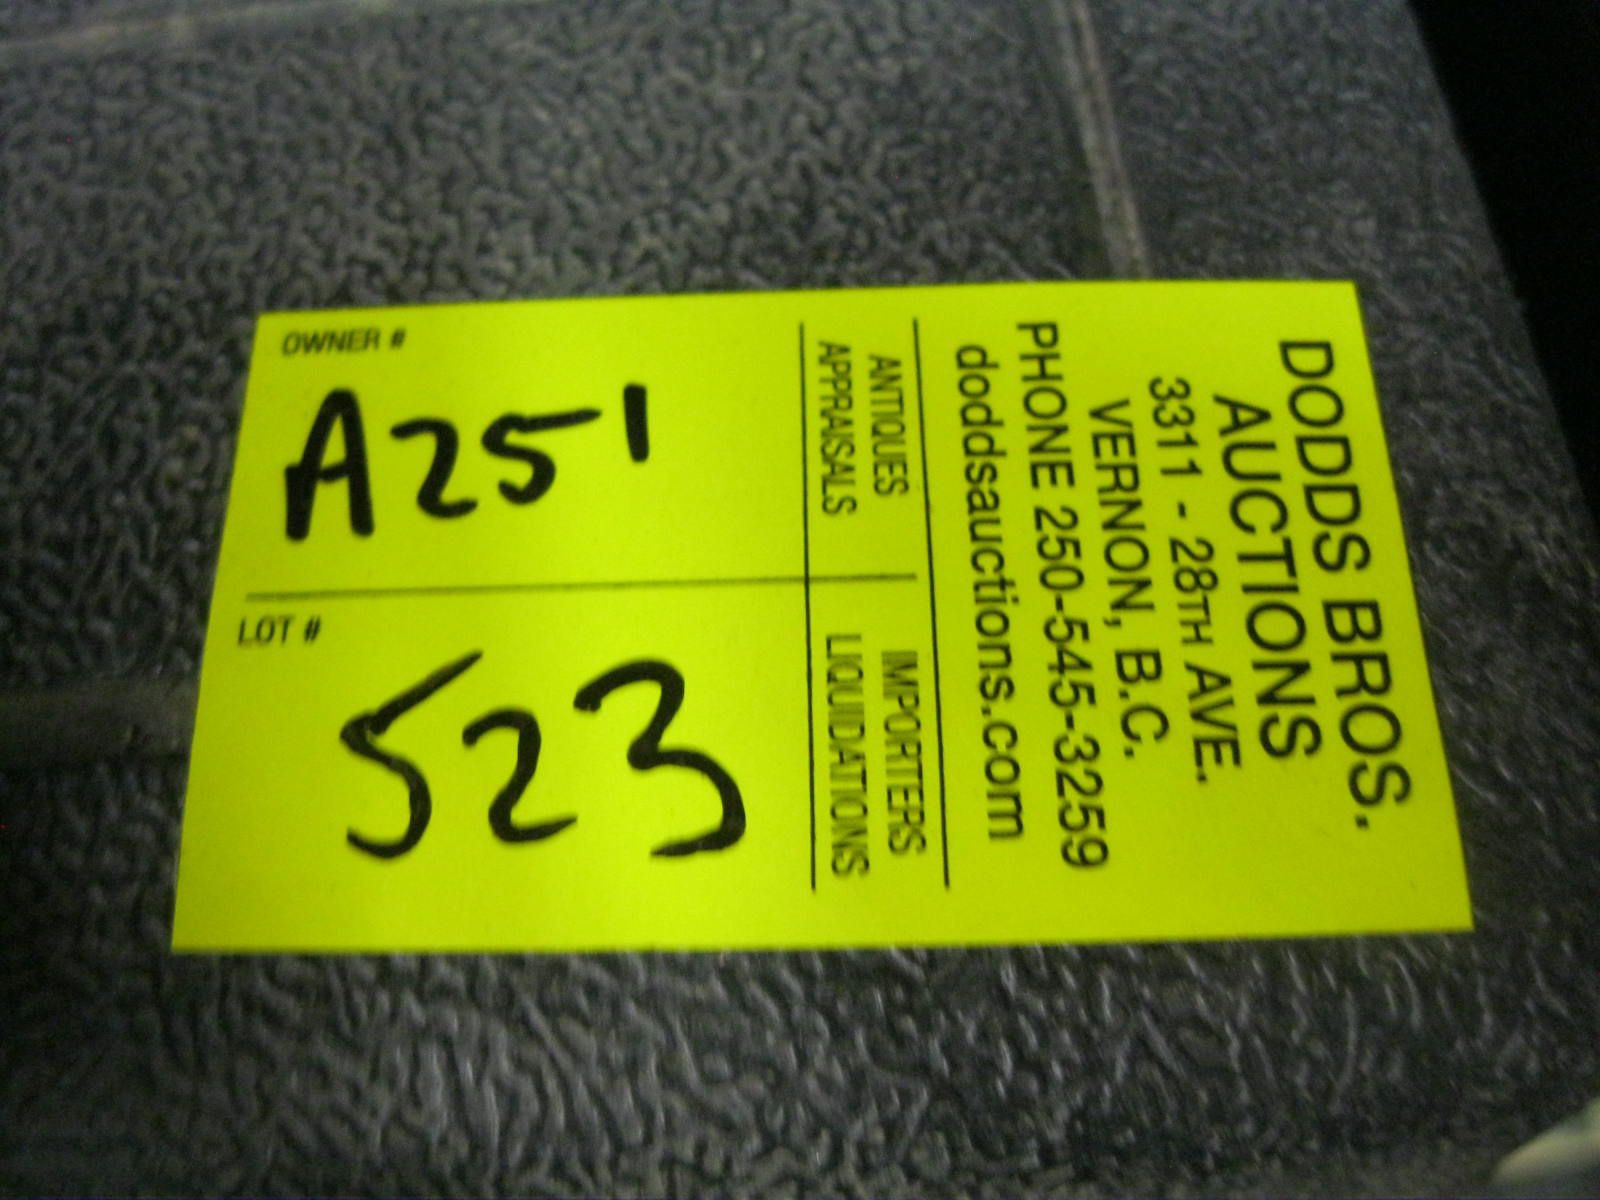 OWNER #
A251
LOT #
523
DODDS BROS.
AUCTIONS
3311 - 28TH AVE.
VERNON, B.C.
PHONE 250-545-3259
doddsauctions.com
ANTIQUES IMPORTERS
APPRAISALS LIQUIDATIONS